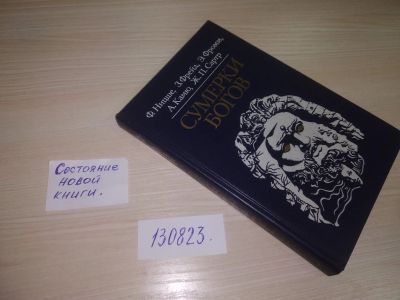 Ф. Ницше, З. Фрейд, Э. Фромм,
А. Камю, Ж. П. Сартр
СУМЕРКИ
БОГОВ
Состояние
новой
книги.
130823.